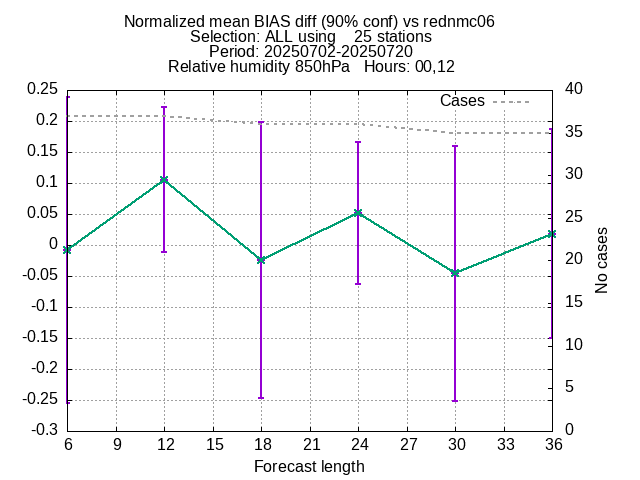 Normalized mean BIAS diff (90% conf) vs rednmc06
Selection: ALL using    25 stations
Period: 20250702-20250720
Relative humidity 850hPa   Hours: 00,12
Cases
0.25
0.2
0.15
0.1
0.05
0
-0.05
-0.1
-0.15
-0.2
-0.25
-0.3
40
35
30
25
20
15
10
5
0
No cases
6 9 12 15 18 21 24 27 30 33 36
Forecast length